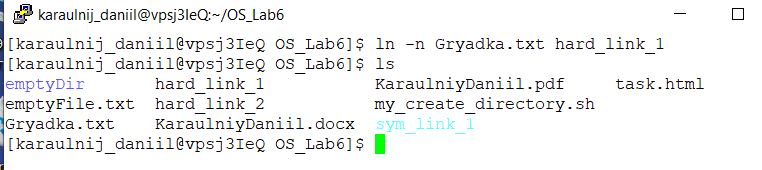 karaulnij_daniil@vpsj3IeQ:~/OS_Lab6
[karaulnij_daniil@vpsj3IeQ OS_Lab6]$ ln -n Gryadka.txt hard_link_1
[karaulnij_daniil@vpsj3IeQ OS_Lab6]$ ls
emptyDir hard_link_1 KaraulniyDaniil.pdf task.html
emptyFile.txt hard_link_2 my_create_directory.sh
Gryadka.txt KaraulniyDaniil.docx sym_link_1
[karaulnij_daniil@vpsj3IeQ OS_Lab6]$